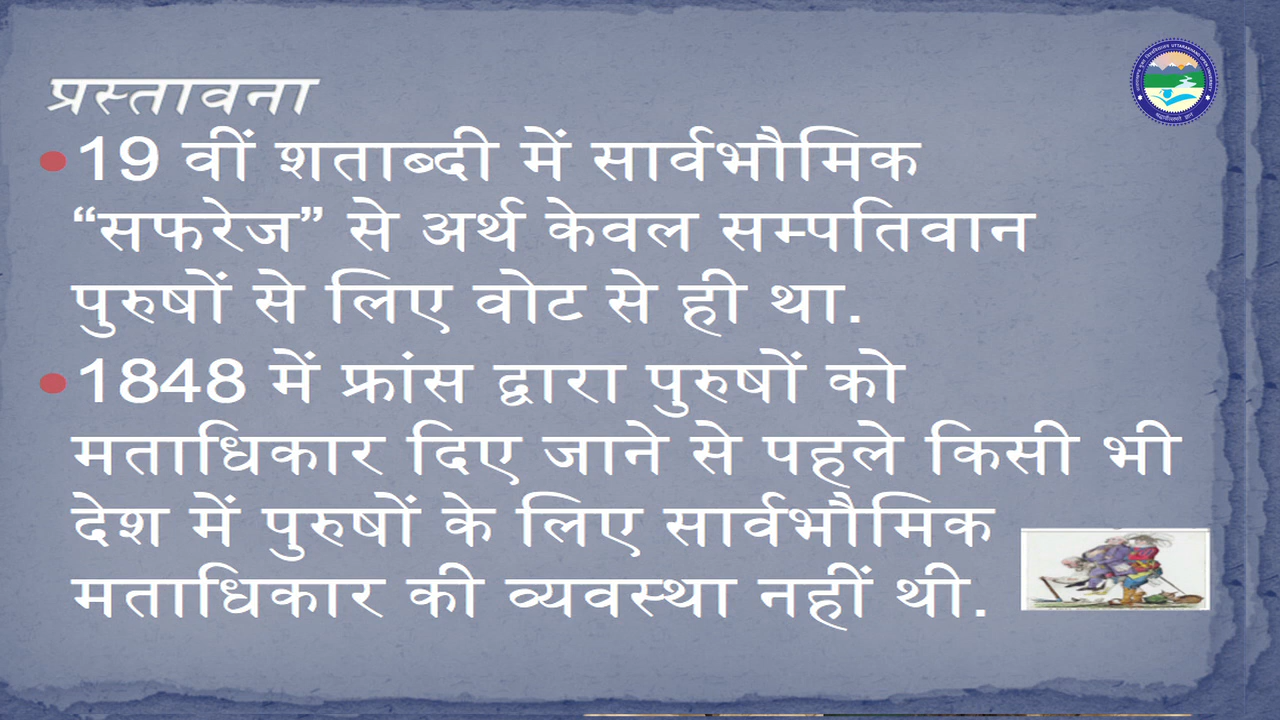 प्रस्तावना
19 वीं शताब्दी में सार्वभौमिक
“सफरेज” से अर्थ केवल सम्पतिवान
पुरुषों से लिए वोट से ही था.
1848 में फ्रांस द्वारा पुरुषों को
मताधिकार दिए जाने से पहले किसी भी
देश में पुरुषों के लिए सार्वभौमिक
मताधिकार की व्यवस्था नहीं थी.